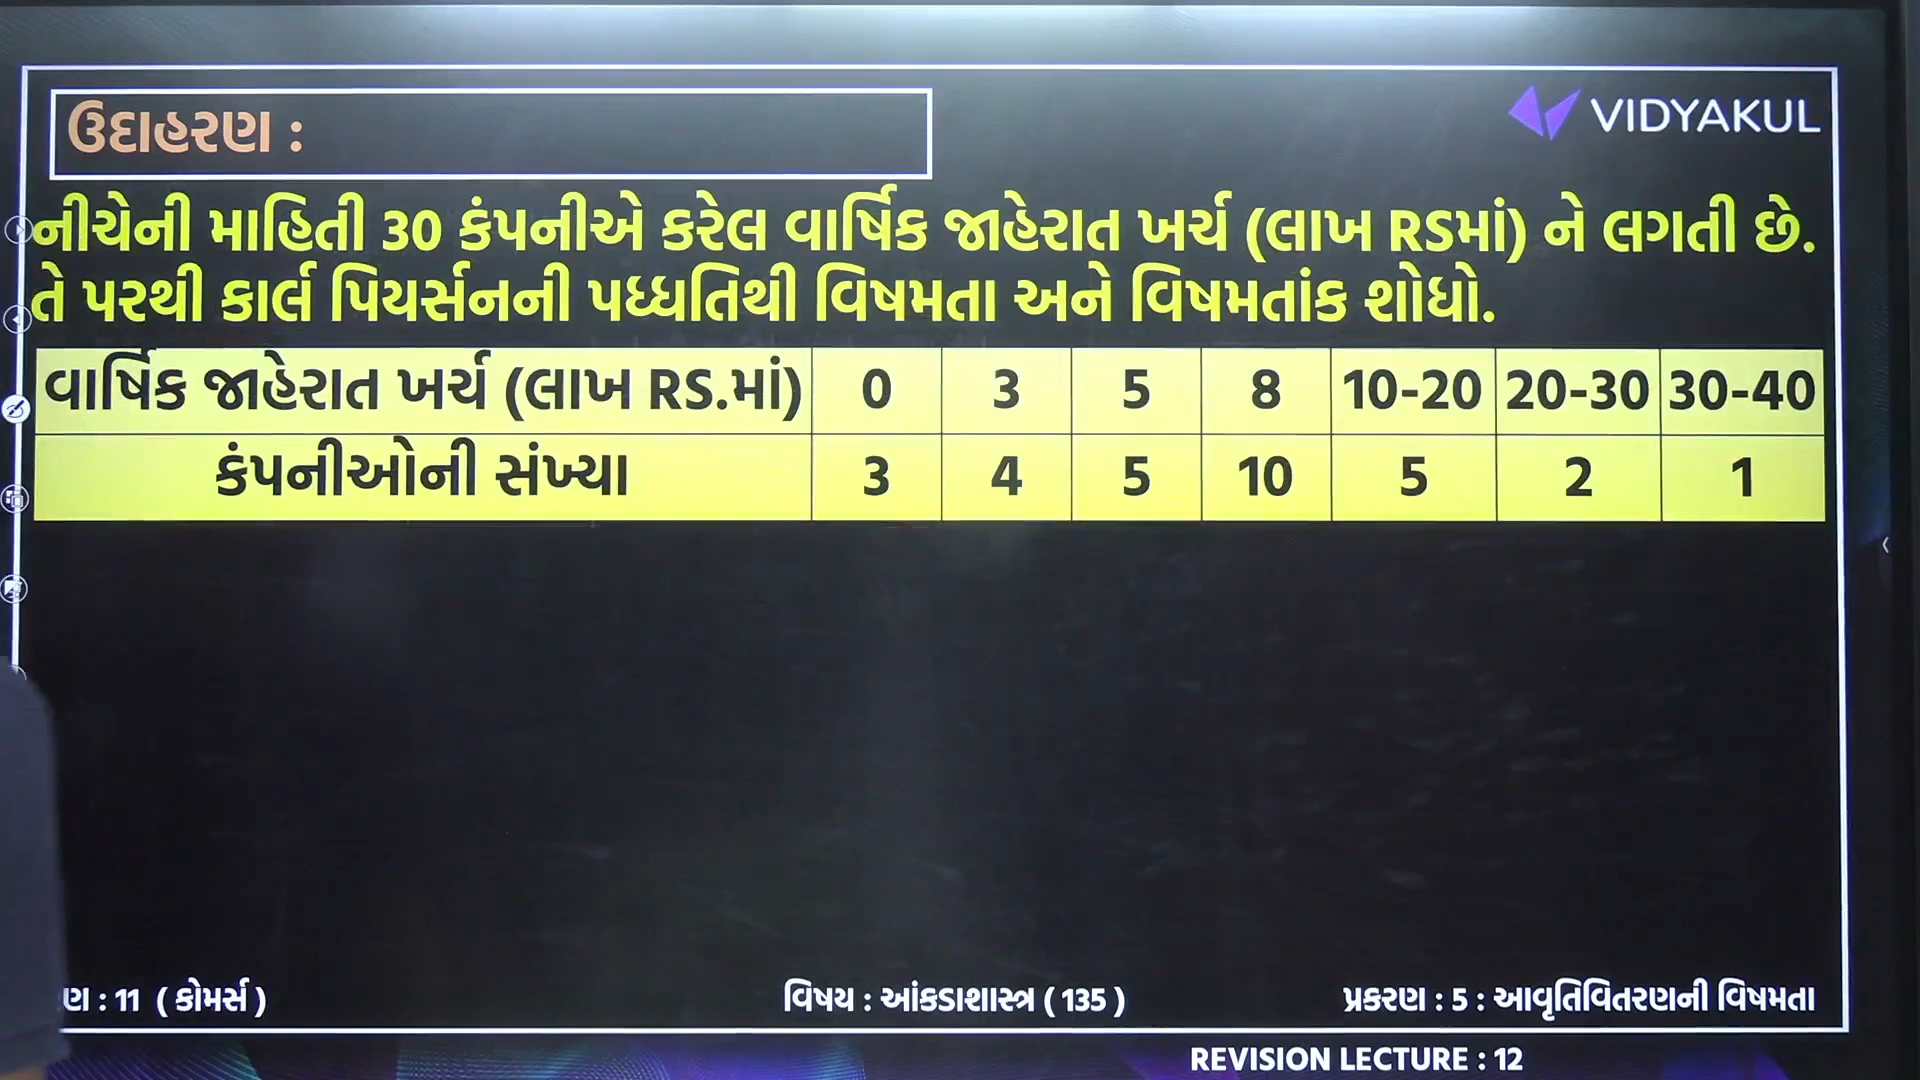 ઉદાહરણ :
VIDYAKUL
નીચેની માહિતી 30 કંપનીએ કરેલ વાર્ષિક જાહેરાત ખર્ચ (લાખ RSમાં) ને લગતી છે.
તે પરથી કાર્લ પિયર્સનની પધ્ધતિથી વિષમતા અને વિષમતાંક શોધો.
વાર્ષિક જાહેરાત ખર્ચ (લાખ RS.માં) 0 3 5 8 10-20 20-30 30-40
કંપનીઓની સંખ્યા 3 4 5 10 5 2 1
: 11 ( કોમર્સ ) વિષય : આંકડાશાસ્ત્ર ( 135 ) પ્રકરણ : 5 : આવૃતિવિતરણની વિષમતા
REVISION LECTURE : 12